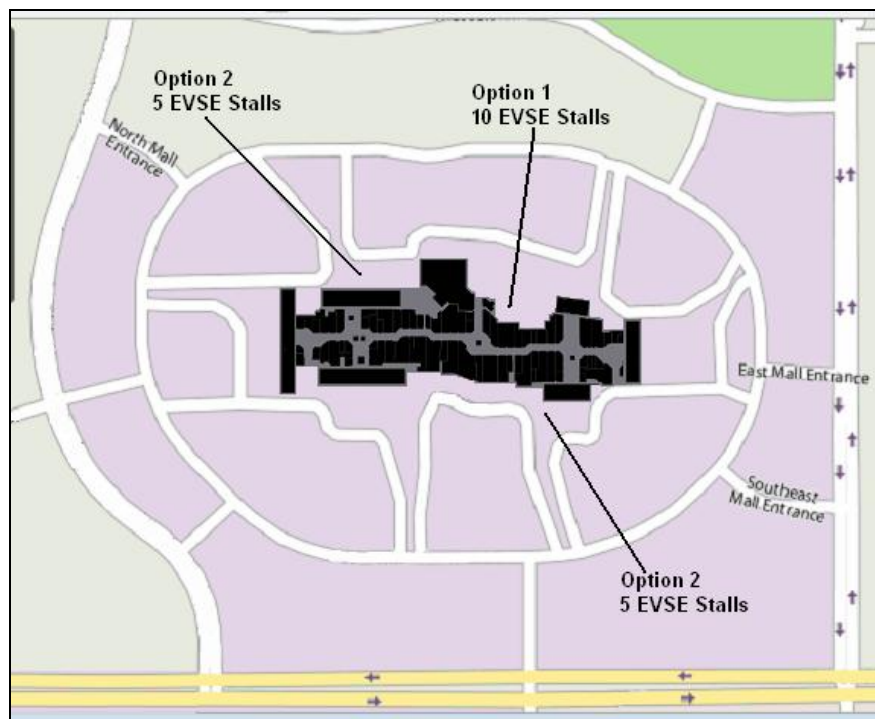 Option 2
5 EVSE Stalls
Option 1
10 EVSE Stalls
North Mall
Entrance
East Mall Entrance
Southeast
Mall Entrance
Option 2
5 EVSE Stalls